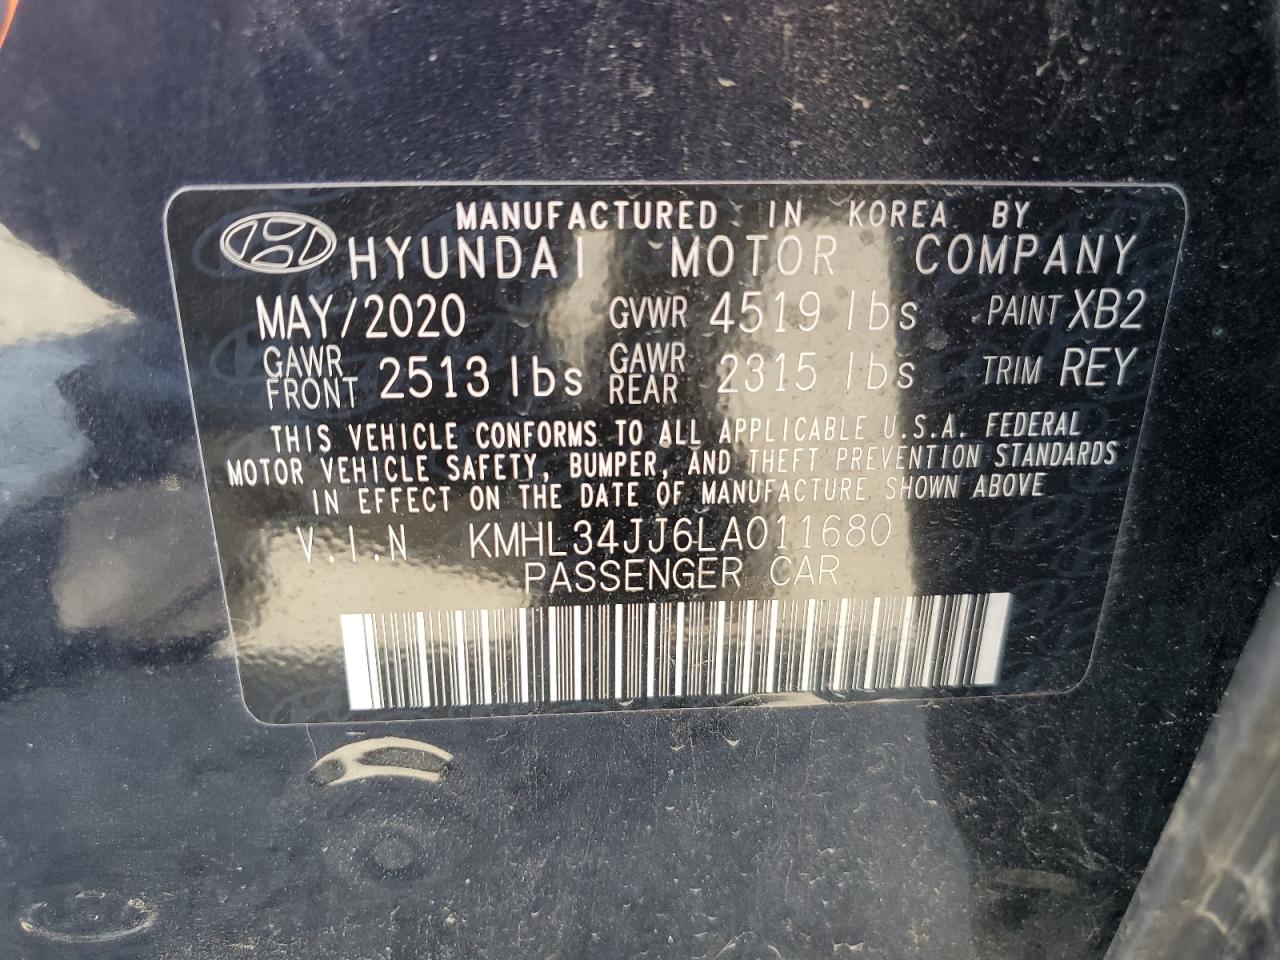 MANUFACTURED IN KOREA BY
HYUNDAI MOTOR COMPANY
MAY/2020 GVWR 4519 lbs PAINT XB2
GAWR FRONT 2513 lbs GAWR REAR 2315 lbs TRIM REY
THIS VEHICLE CONFORMS TO ALL APPLICABLE U.S.A. FEDERAL
MOTOR VEHICLE SAFETY, BUMPER, AND THEFT PREVENTION STANDARDS
IN EFFECT ON THE DATE OF MANUFACTURE SHOWN ABOVE
V.I.N KMHL34JJ6LA011680
PASSENGER CAR